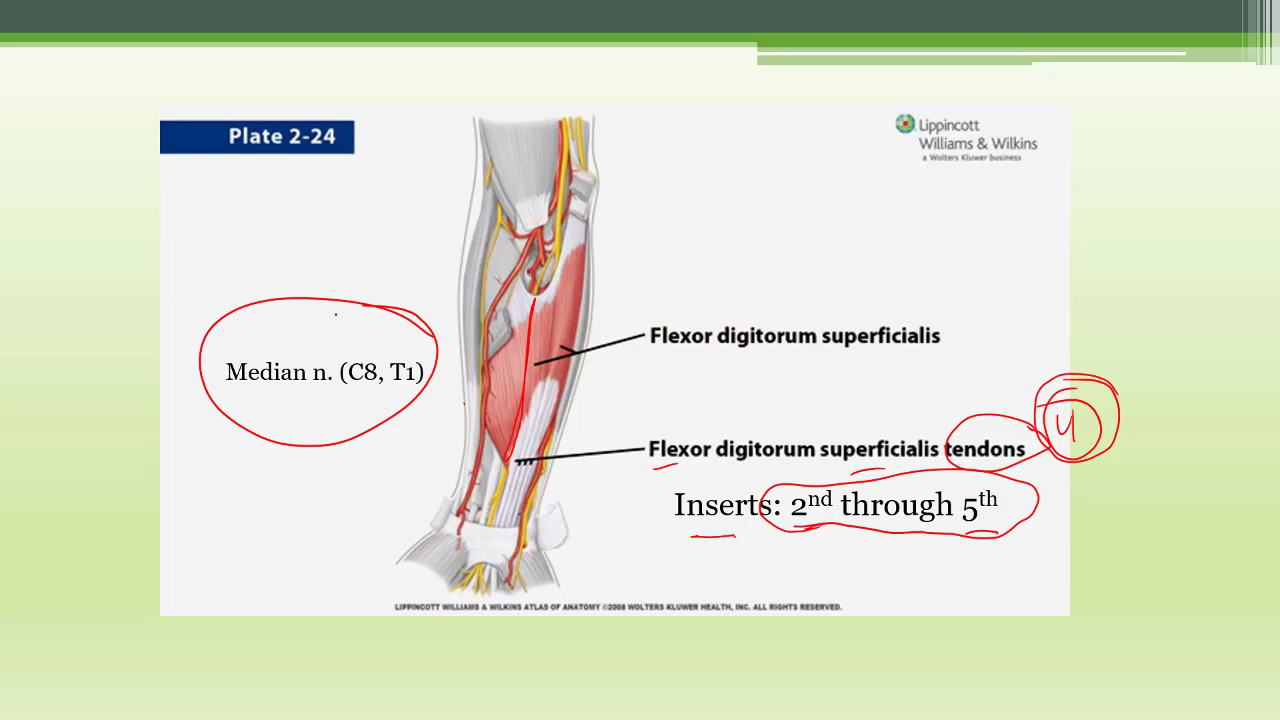 Plate 2-24
Lippincott
Williams & Wilkins
a Wolters Kluwer business
Flexor digitorum superficialis
Median n. (C8, T1)
4
Flexor digitorum superficialis tendons
Inserts: 2nd through 5th
LIPPINCOTT WILLIAMS & WILKINS ATLAS OF ANATOMY ©2008 WOLTERS KLUWER HEALTH, INC. ALL RIGHTS RESERVED.